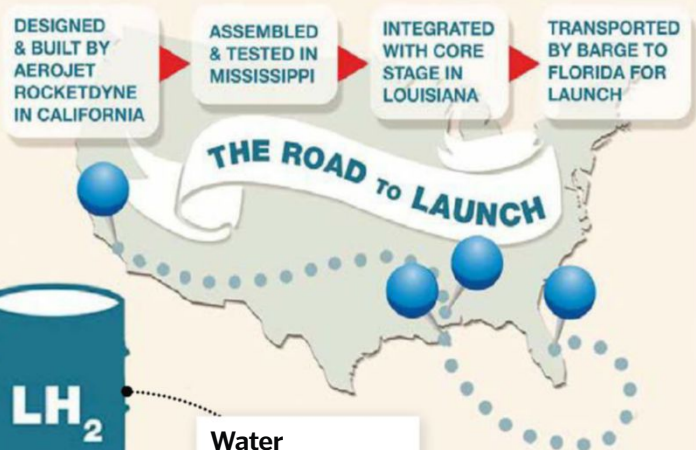 DESIGNED
& BUILT BY
AEROJET
ROCKETDYNE
IN CALIFORNIA
ASSEMBLED
& TESTED IN
MISSISSIPPI
INTEGRATED
WITH CORE
STAGE IN
LOUISIANA
TRANSPORTED
BY BARGE TO
FLORIDA FOR
LAUNCH
THE ROAD TO LAUNCH
LH2
Water